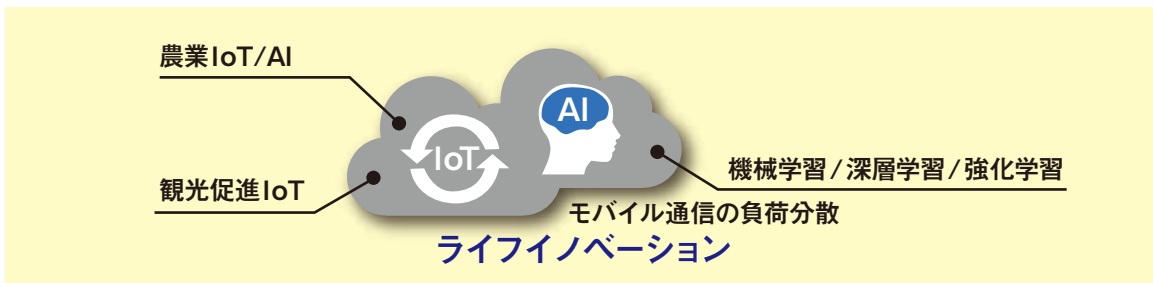 農業IoT/AI
AI
IoT
機械学習/深層学習/強化学習
観光促進IoT
モバイル通信の負荷分散
ライフイノベーション